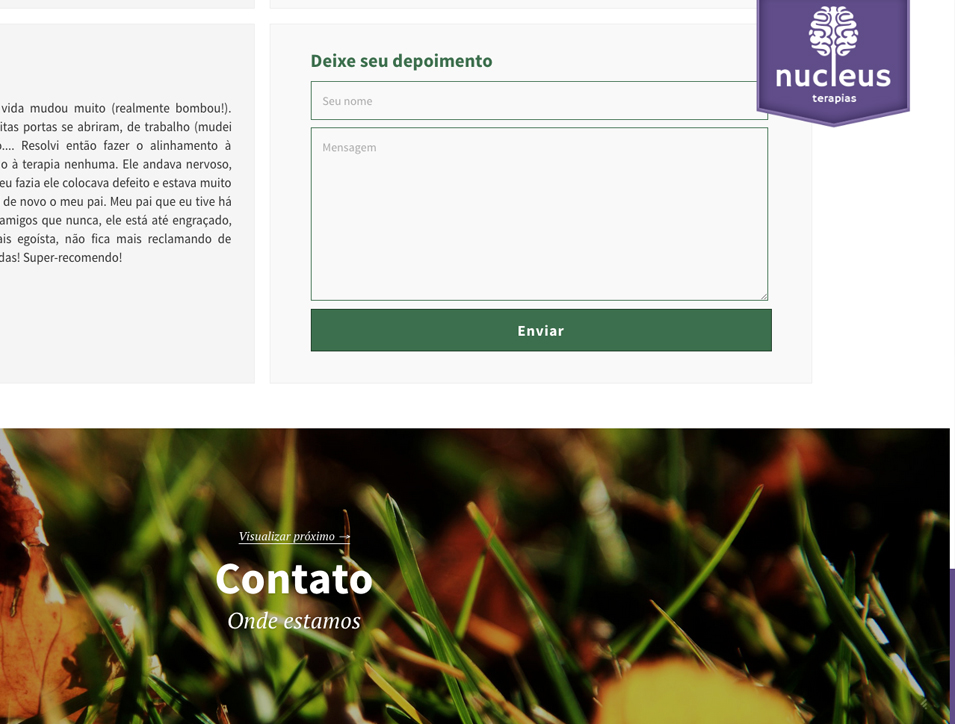 vida mudou muito (realmente bombou!).
portas se abriram, de trabalho (mudei
Resolvi então fazer o alinhamento à
à terapia nenhuma. Ele andava nervoso,
eu fazia ele colocava defeito e estava muito
de novo o meu pai. Meu pai que eu tive há
amigos que nunca, ele está até engraçado,
egoísta, não fica mais reclamando de
Super-recomendo!
Deixe seu depoimento
Seu nome
Mensagem
Enviar
nucleus
terapias
Visualizar próximo →
Contato
Onde estamos